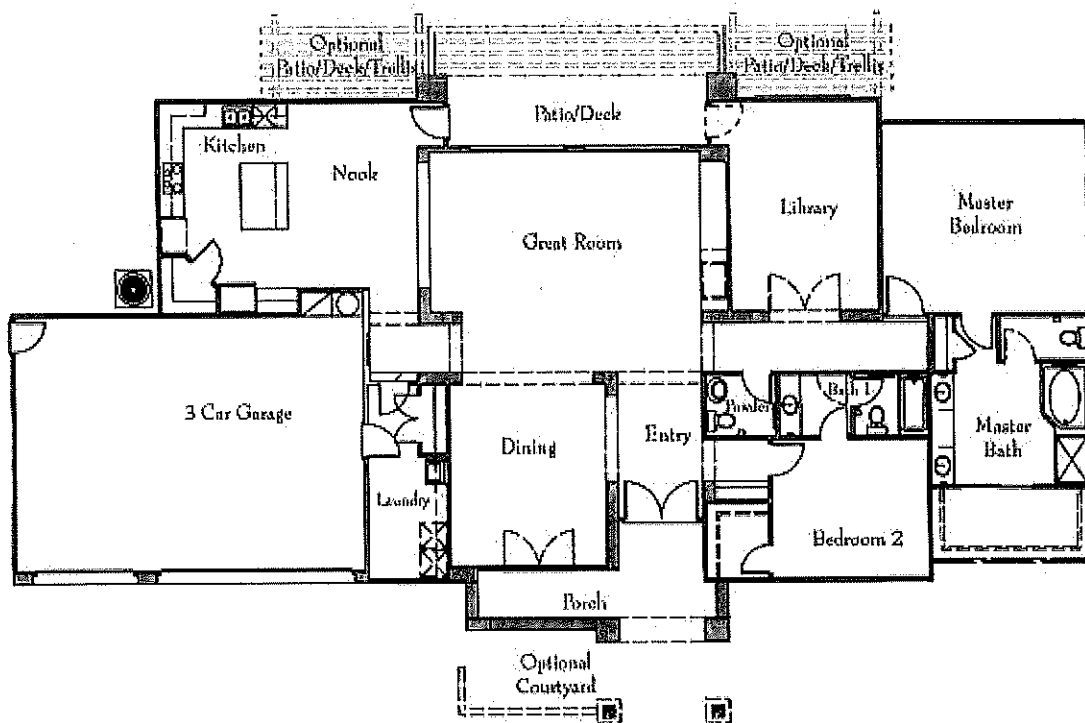 Optional
Patio/Deck/Trellis
Optional
Patio/Deck/Trellis
Patio/Deck
Kitchen
Nook
Great Room
Library
Master
Bedroom
3 Car Garage
Dining
Entry
Powder
Bath 1
Master
Bath
Laundry
Bedroom 2
Porch
Optional
Courtyard